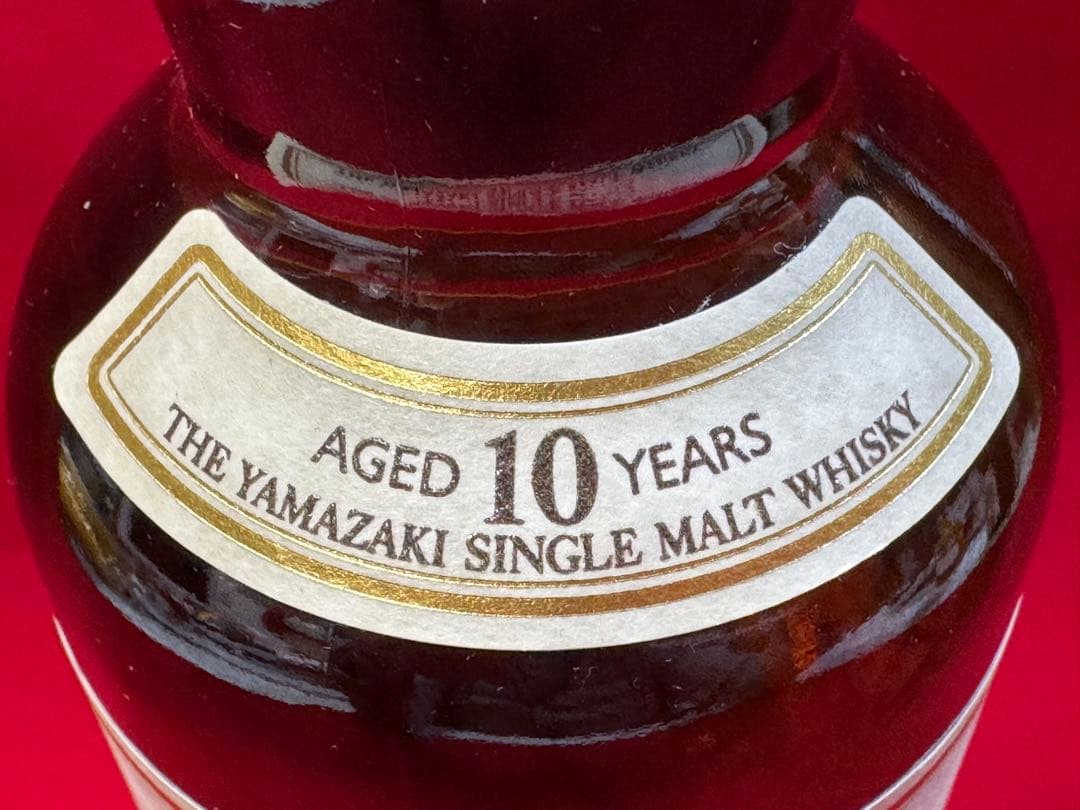 AGED 10 YEARS
THE YAMAZAKI SINGLE MALT WHISKY